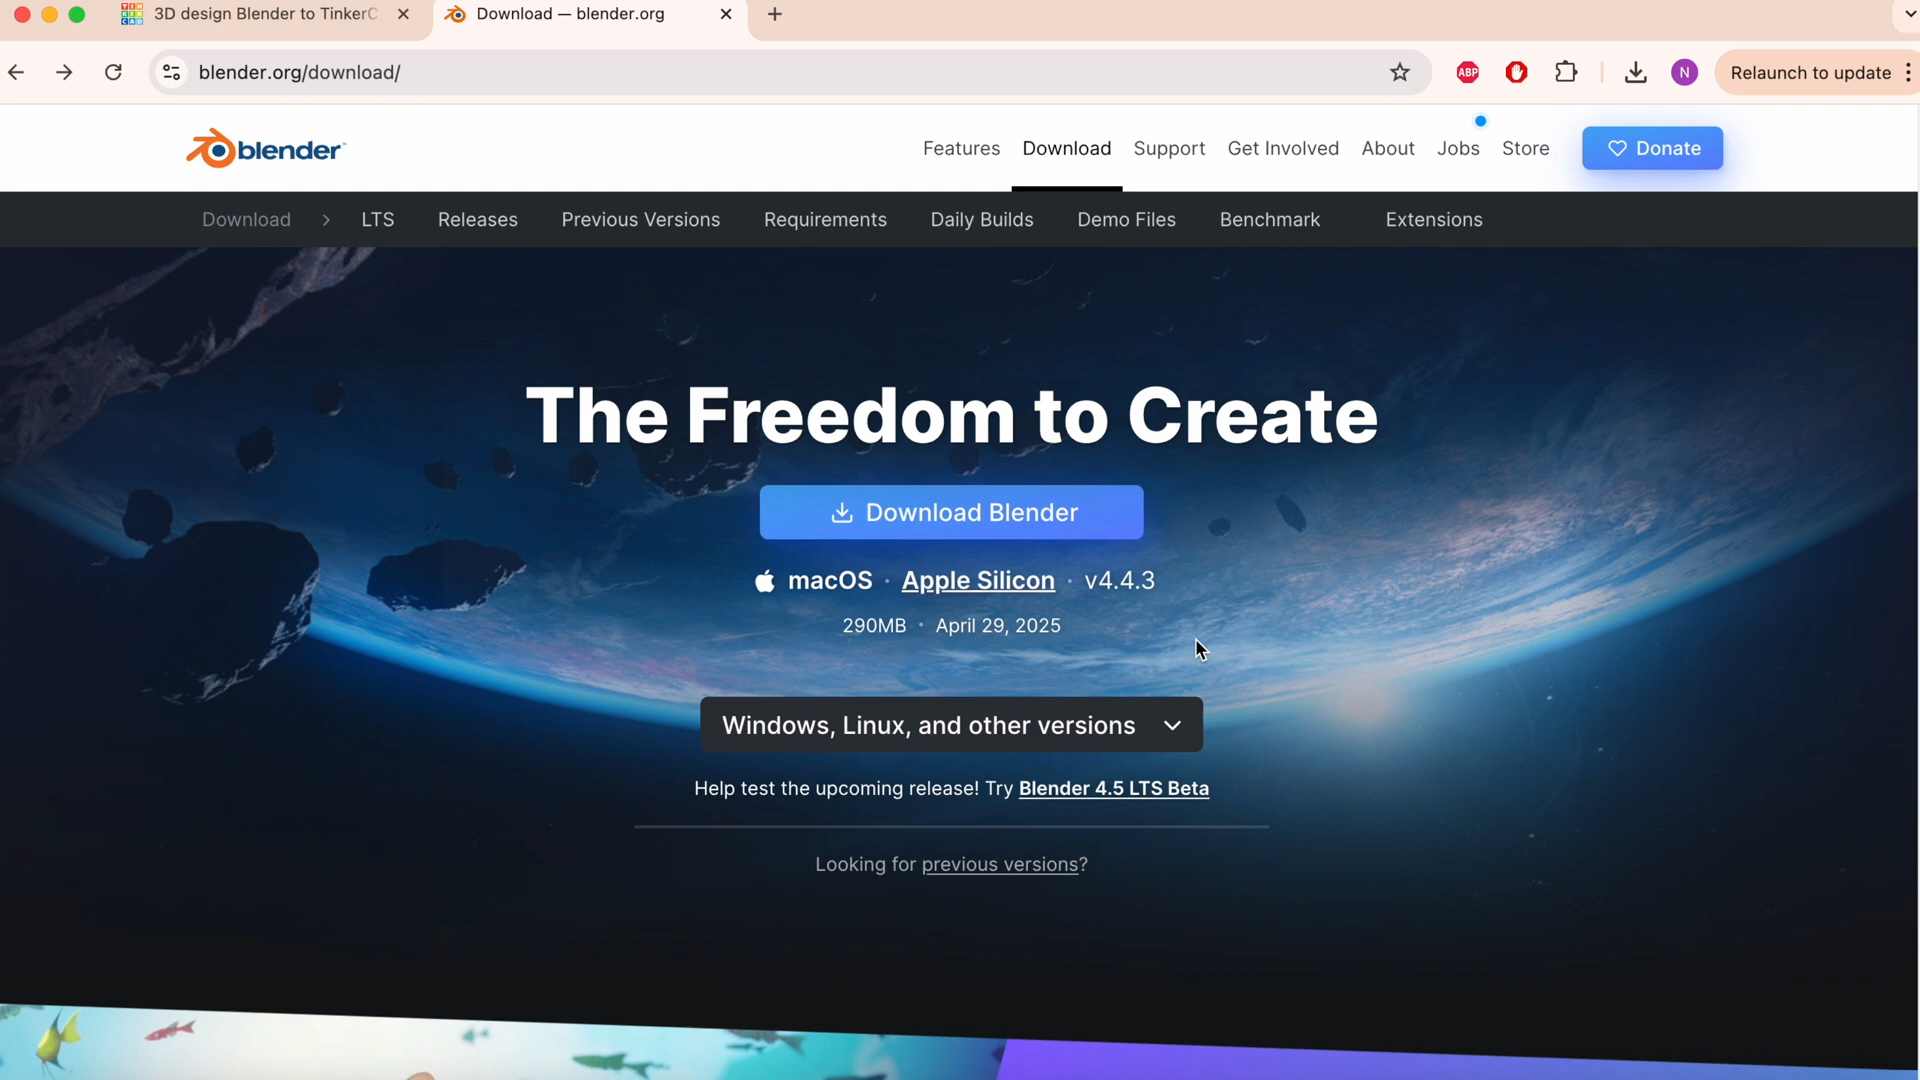 3D design Blender to TinkerC
Download — blender.org
blender.org/download/
ABP
N
Relaunch to update
blender
Features
Download
Support
Get Involved
About
Jobs
Store
Donate
Download
LTS
Releases
Previous Versions
Requirements
Daily Builds
Demo Files
Benchmark
Extensions
The Freedom to Create
Download Blender
macOS · Apple Silicon · v4.4.3
290MB · April 29, 2025
Windows, Linux, and other versions
Help test the upcoming release! Try Blender 4.5 LTS Beta
Looking for previous versions?